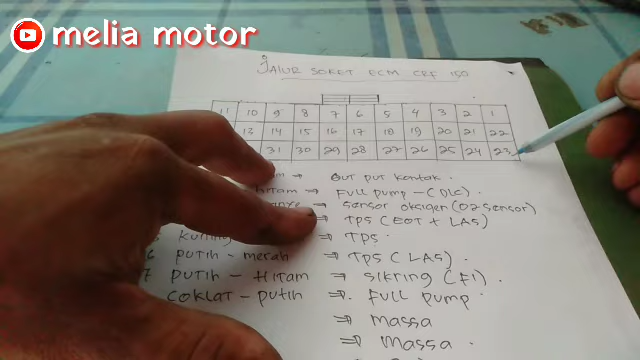 melia motor
JALUR SOKET ECM CRF 150
11 10 9 8 7 6 5 4 3 2 1
13 14 15 16 17 18 19 20 21 22
31 30 29 28 27 26 25 24 23
am → OUT PUT kontak.
hitam → Full pump - (DLC).
⇒ sensor oksigen (O2 sensor)
⇒ TPS (EOT + LAS)
kuning ⇒ TPS.
6 PUTIH - merah ⇒ TPS (LAS).
7 PUTIH - HITAM ⇒ sikring (FI)
COKLAT - PUTIH ⇒. Full pump
⇒ massa
⇒ massa.